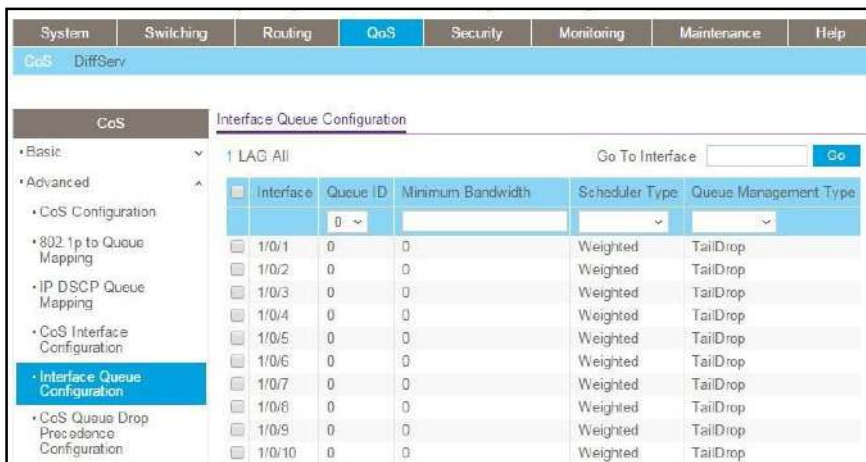 System Switching Routing QoS Security Monitoring Maintenance Help
CoS DiffServ
CoS
Basic
Advanced
CoS Configuration
802.1p to Queue
Mapping
IP DSCP Queue
Mapping
CoS Interface
Configuration
Interface Queue
Configuration
CoS Queue Drop
Precedence
Configuration
Interface Queue Configuration
1 LAG All Go To Interface Go
Interface Queue ID Minimum Bandwidth Scheduler Type Queue Management Type
0
1/0/1 0 0 Weighted TailDrop
1/0/2 0 0 Weighted TailDrop
1/0/3 0 0 Weighted TailDrop
1/0/4 0 0 Weighted TailDrop
1/0/5 0 0 Weighted TailDrop
1/0/6 0 0 Weighted TailDrop
1/0/7 0 0 Weighted TailDrop
1/0/8 0 0 Weighted TailDrop
1/0/9 0 0 Weighted TailDrop
1/0/10 0 0 Weighted TailDrop